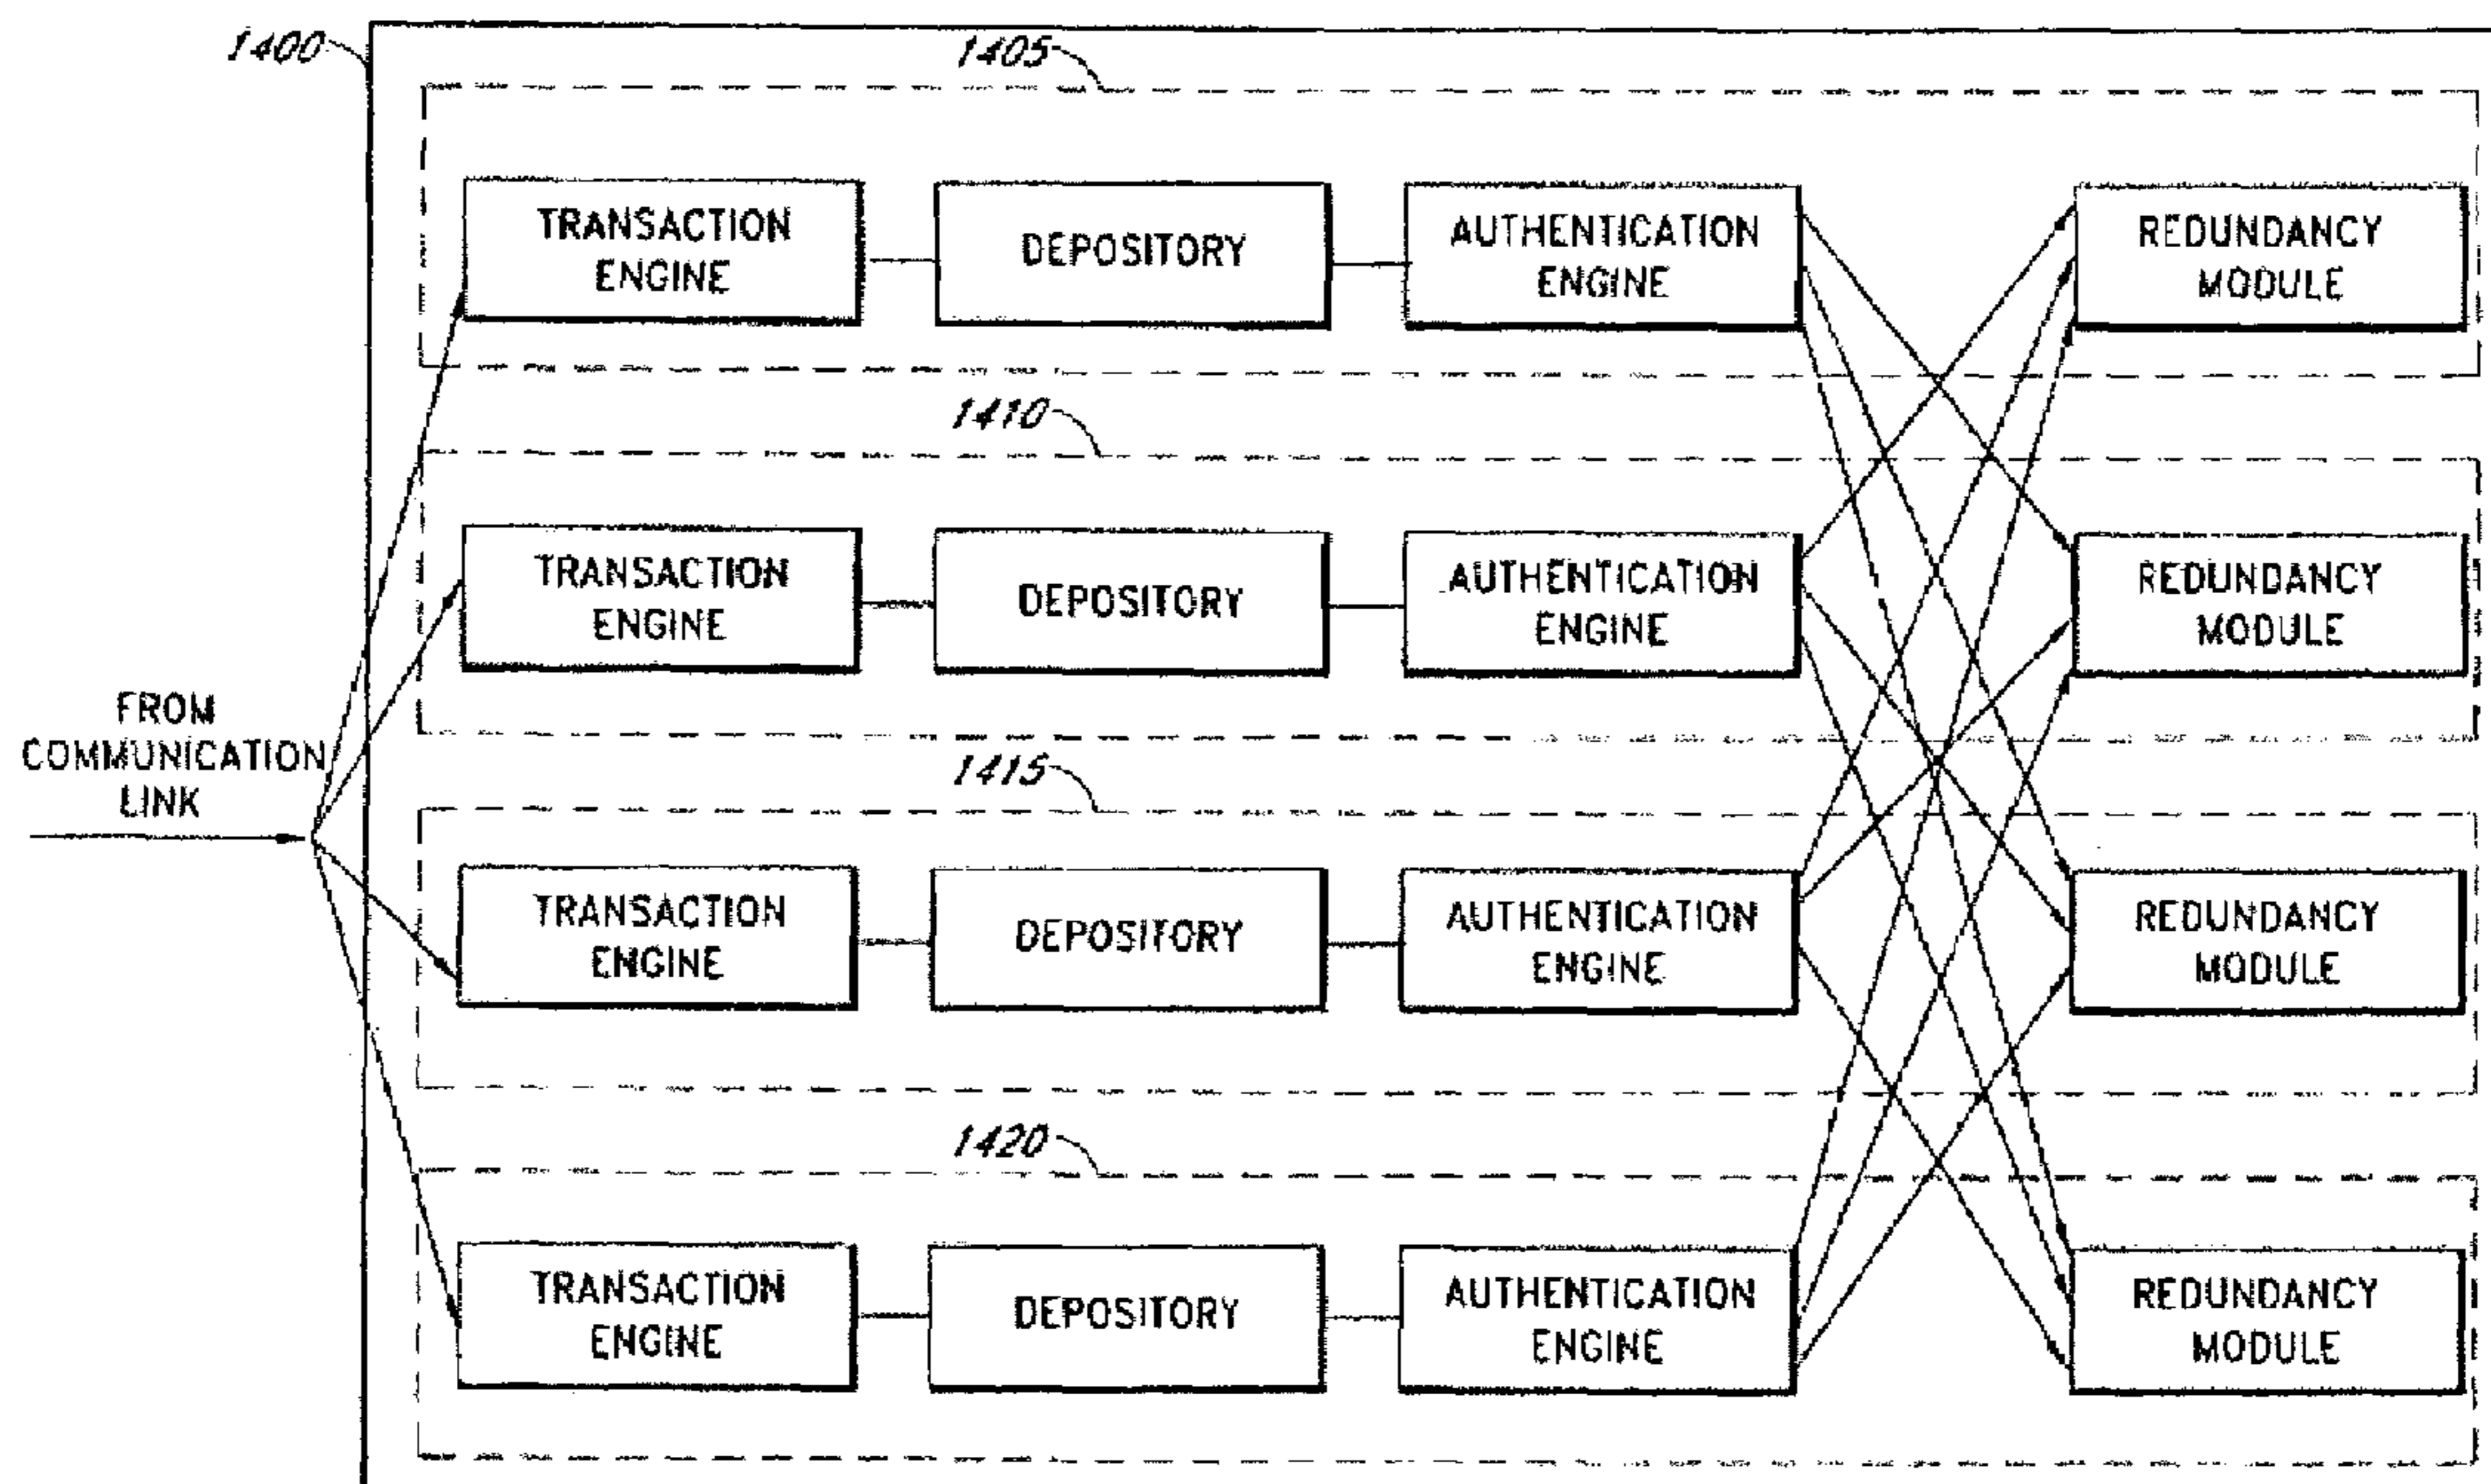 1400
1405
TRANSACTION
ENGINE
DEPOSITORY
AUTHENTICATION
ENGINE
REDUNDANCY
MODULE
1410
TRANSACTION
ENGINE
DEPOSITORY
AUTHENTICATION
ENGINE
REDUNDANCY
MODULE
FROM
COMMUNICATION
LINK
1415
TRANSACTION
ENGINE
DEPOSITORY
AUTHENTICATION
ENGINE
REDUNDANCY
MODULE
1420
TRANSACTION
ENGINE
DEPOSITORY
AUTHENTICATION
ENGINE
REDUNDANCY
MODULE